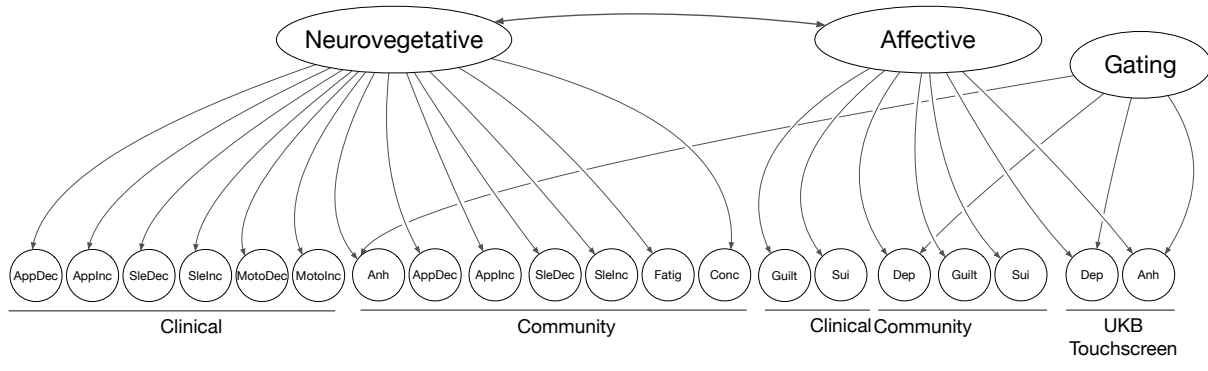 Neurovegetative
Affective
Gating
AppDec AppInc SleDec SleInc MotoDec MotoInc Anh AppDec AppInc SleDec SleInc Fatig Conc Guilt Sui Dep Guilt Sui Dep Anh
Clinical Community Clinical Community UKB
Touchscreen